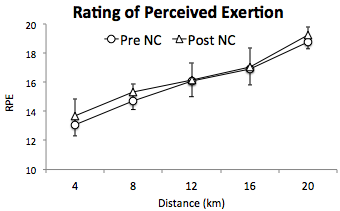 Rating of Perceived Exertion
Pre NC Post NC
20
18
16
14
12
10
RPE
4 8 12 16 20
Distance (km)